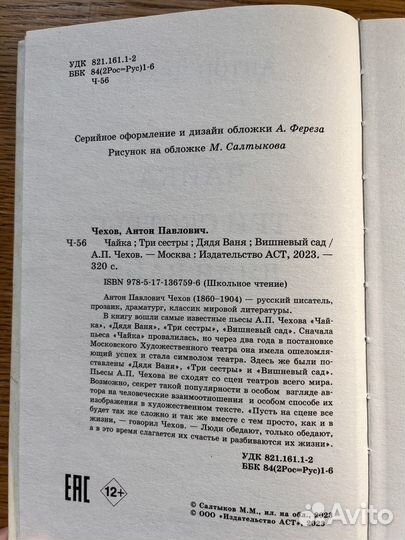 УДК 821.161.1-2
ББК 84(2Рос=Рус)1-6
Ч-56
Серийное оформление и дизайн обложки А. Фереза
Рисунок на обложке М. Салтыкова
Чехов, Антон Павлович.
Ч-56 Чайка ; Три сестры ; Дядя Ваня ; Вишневый сад /
А.П. Чехов. — Москва : Издательство АСТ, 2023. —
320 с.
ISBN 978-5-17-136759-6 (Школьное чтение)
Антон Павлович Чехов (1860–1904) — русский писатель,
прозаик, драматург, классик мировой литературы.
В книгу вошли самые известные пьесы А.П. Чехова «Чай-
ка», «Дядя Ваня», «Три сестры», «Вишневый сад». Сначала
пьеса «Чайка» провалилась, но через два года в постановке
Московского Художественного театра она имела ошеломля-
ющий успех и стала символом театра. Здесь же были по-
ставлены «Дядя Ваня», «Три сестры» и «Вишневый сад».
Пьесы А.П. Чехова не сходят со сцен театров всего мира.
Возможно, секрет такой популярности в особом взгляде ав-
тора на человеческие взаимоотношения и особом способе их
изображения в художественном тексте. «Пусть на сцене все
будет так же сложно и так же вместе с тем просто, как и в
жизни, — говорил Чехов. — Люди обедают, только обедают,
а в это время слагается их счастье и разбиваются их жизни».
УДК 821.161.1-2
ББК 84(2Рос=Рус)1-6
ЕАС 12+
© Салтыков М.М., ил. на обл., 2023
© ООО «Издательство АСТ», 2023
Avito